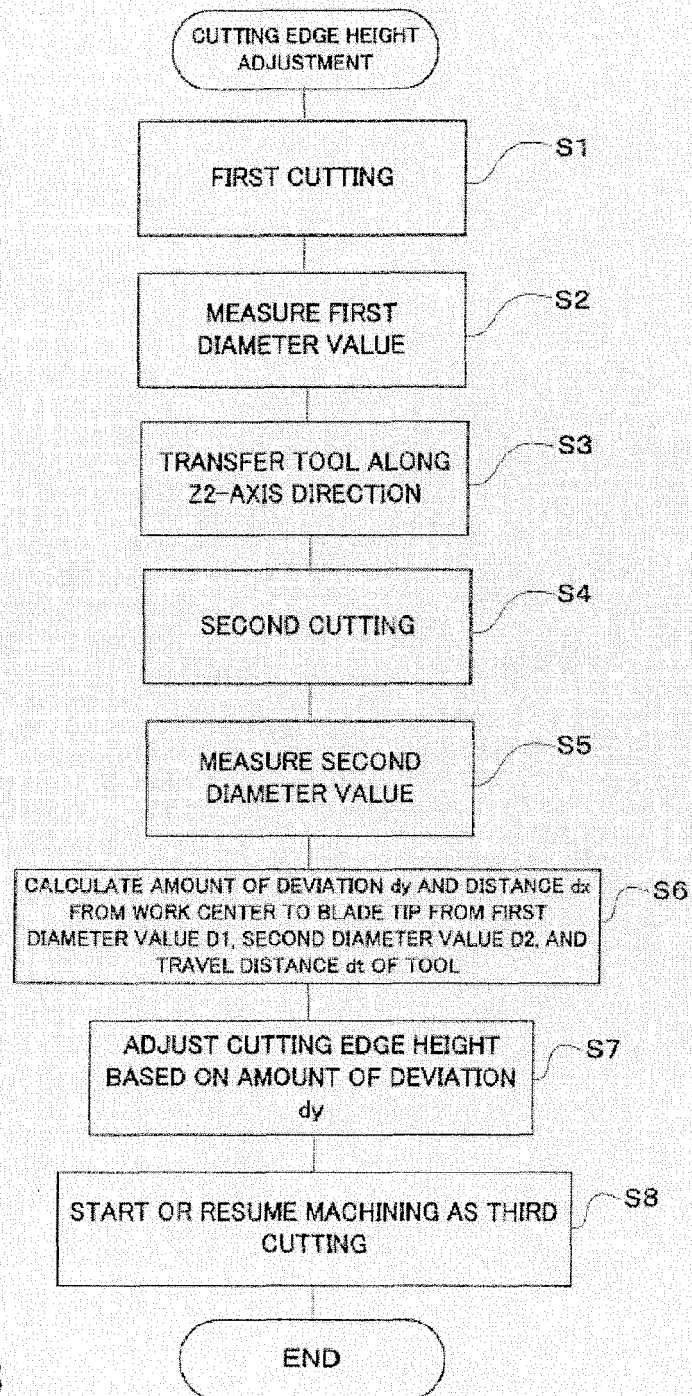 CUTTING EDGE HEIGHT
ADJUSTMENT
FIRST CUTTING
S1
MEASURE FIRST
DIAMETER VALUE
S2
TRANSFER TOOL ALONG
Z2-AXIS DIRECTION
S3
SECOND CUTTING
S4
MEASURE SECOND
DIAMETER VALUE
S5
CALCULATE AMOUNT OF DEVIATION dy AND DISTANCE dx
FROM WORK CENTER TO BLADE TIP FROM FIRST
DIAMETER VALUE D1, SECOND DIAMETER VALUE D2, AND
TRAVEL DISTANCE dt OF TOOL
S6
ADJUST CUTTING EDGE HEIGHT
BASED ON AMOUNT OF DEVIATION
dy
S7
START OR RESUME MACHINING AS THIRD
CUTTING
S8
END